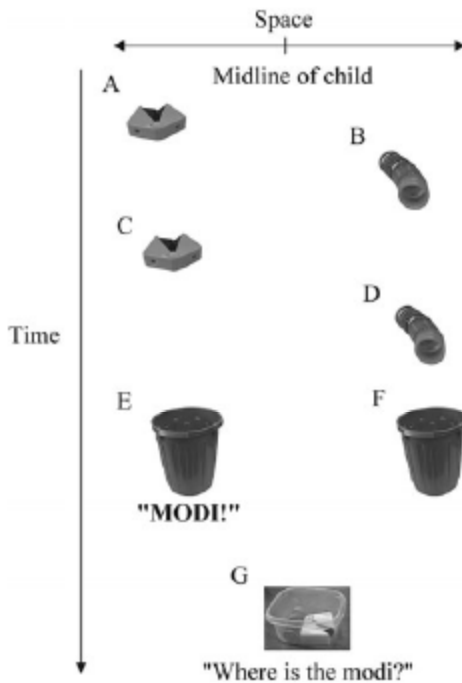 Space
Midline of child
A
B
C
D
Time
E
F
"MODI!"
G
"Where is the modi?"